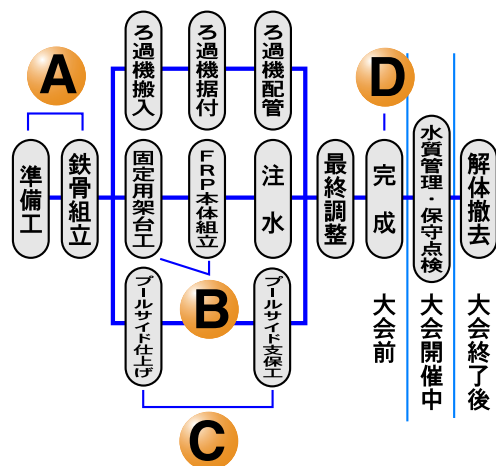 A
準備工
鉄骨組立
ろ過機搬入
ろ過機据付
ろ過機配管
固定用架台工
FRP本体組立
注水
B
プールサイド仕上げ
プールサイド支保工
C
最終調整
D
完成
大会前
水質管理・保守点検
大会開催中
解体撤去
大会終了後